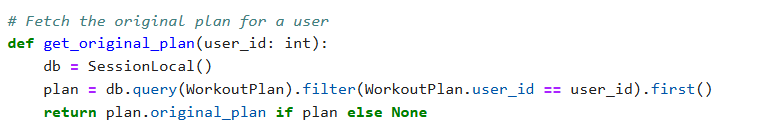 # Fetch the original plan for a user
def get_original_plan(user_id: int):
    db = SessionLocal()
    plan = db.query(WorkoutPlan).filter(WorkoutPlan.user_id == user_id).first()
    return plan.original_plan if plan else None